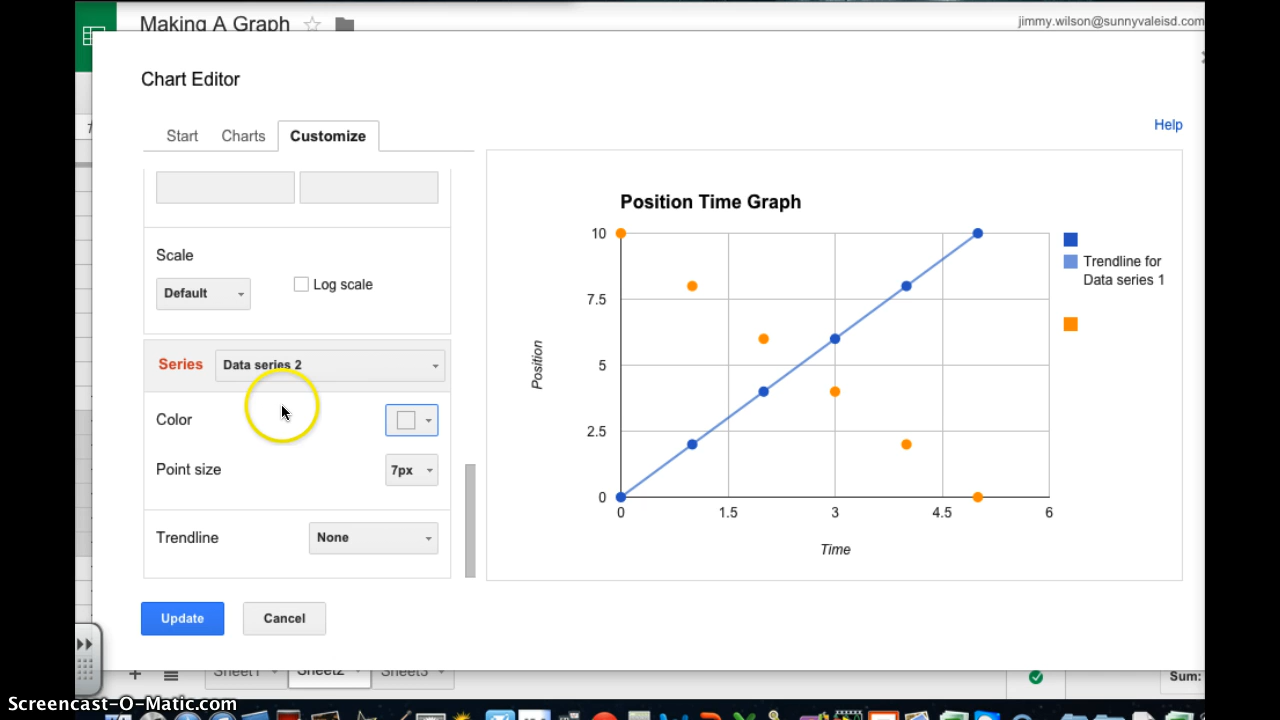 Making A Graph
jimmy.wilson@sunnyvaleisd.com
Chart Editor
Help
Start Charts Customize
Scale
Default
Log scale
Series Data series 2
Color
Point size 7px
Trendline None
Update Cancel
Position Time Graph
10
7.5
5
2.5
0
Position
0 1.5 3 4.5 6
Time
Trendline for
Data series 1
Sheet1 Sheet2 Sheet3
Sum:
Screencast-O-Matic.com